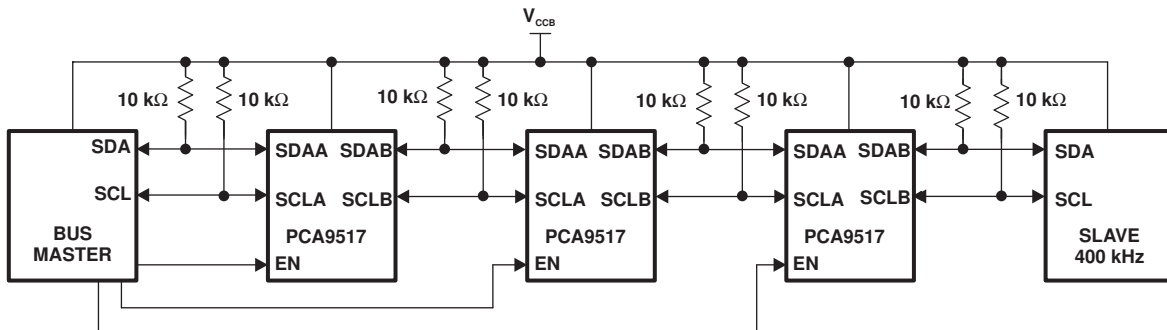 VCCB
10 kΩ 10 kΩ 10 kΩ 10 kΩ 10 kΩ 10 kΩ 10 kΩ 10 kΩ
SDA SDAA SDAB SDAA SDAB SDAA SDAB SDA
SCL SCLA SCLB SCLA SCLB SCLA SCLB SCL
BUS MASTER
PCA9517 PCA9517 PCA9517
SLAVE
400 kHz
EN EN EN